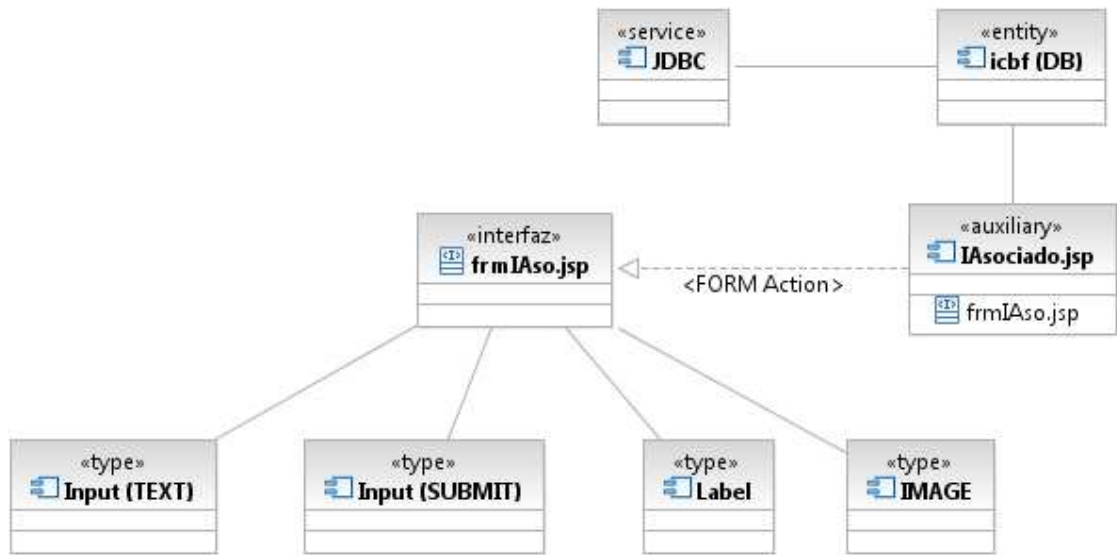 «service»
JDBC
«entity»
icbf (DB)
«interfaz»
frmIAso.jsp
<FORM Action>
«auxiliary»
IAsociado.jsp
frmIAso.jsp
«type»
Input (TEXT)
«type»
Input (SUBMIT)
«type»
Label
«type»
IMAGE